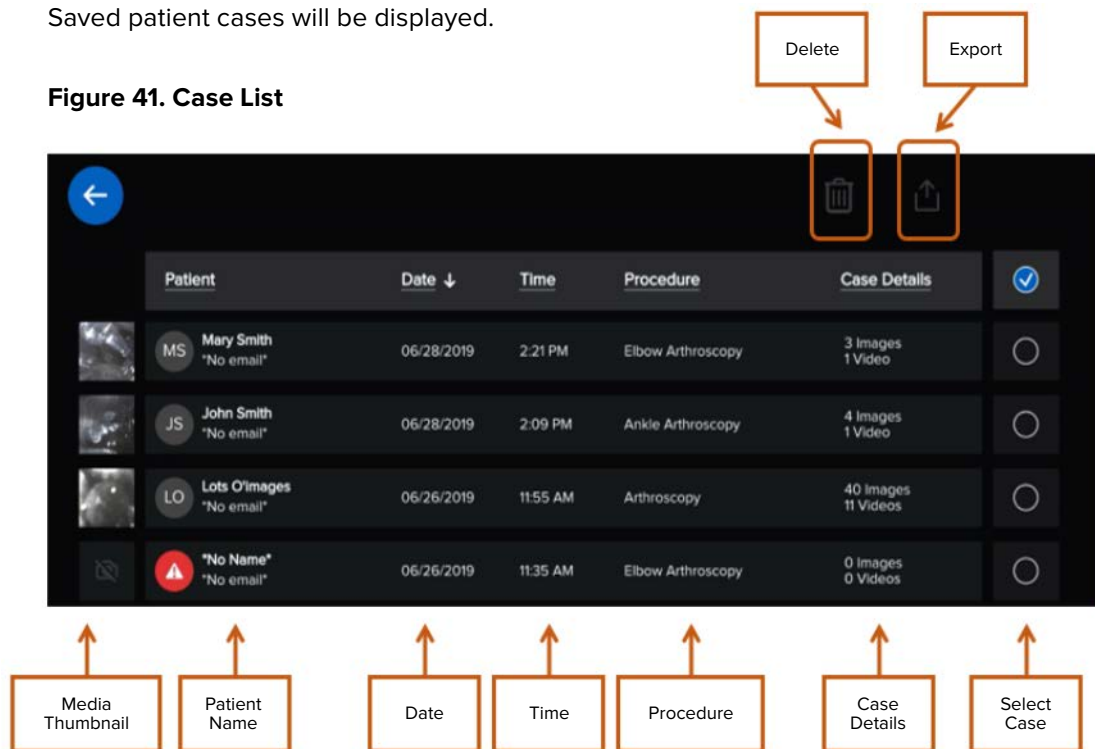 Saved patient cases will be displayed.
Delete
Export
Figure 41. Case List
Patient Date Time Procedure Case Details
MS Mary Smith 06/28/2019 2:21 PM Elbow Arthroscopy 3 Images
"No email" 1 Video
JS John Smith 06/28/2019 2:09 PM Ankle Arthroscopy 4 Images
"No email" 1 Video
LO Lots O'Images 06/26/2019 11:55 AM Arthroscopy 40 Images
"No email" 11 Videos
"No Name" 06/26/2019 11:35 AM Elbow Arthroscopy 0 Images
"No email" 0 Videos
Media
Thumbnail
Patient
Name
Date
Time
Procedure
Case
Details
Select
Case